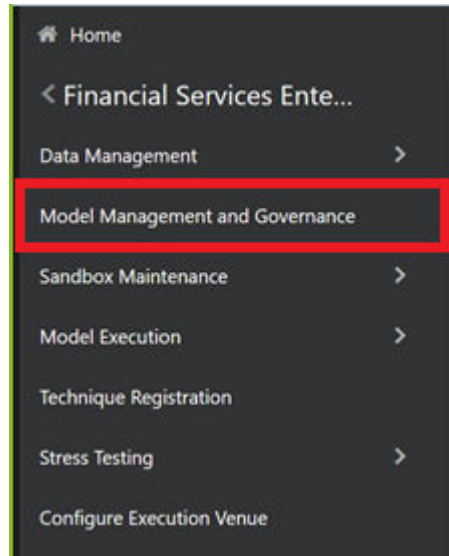 Home
< Financial Services Ente...
Data Management
Model Management and Governance
Sandbox Maintenance
Model Execution
Technique Registration
Stress Testing
Configure Execution Venue